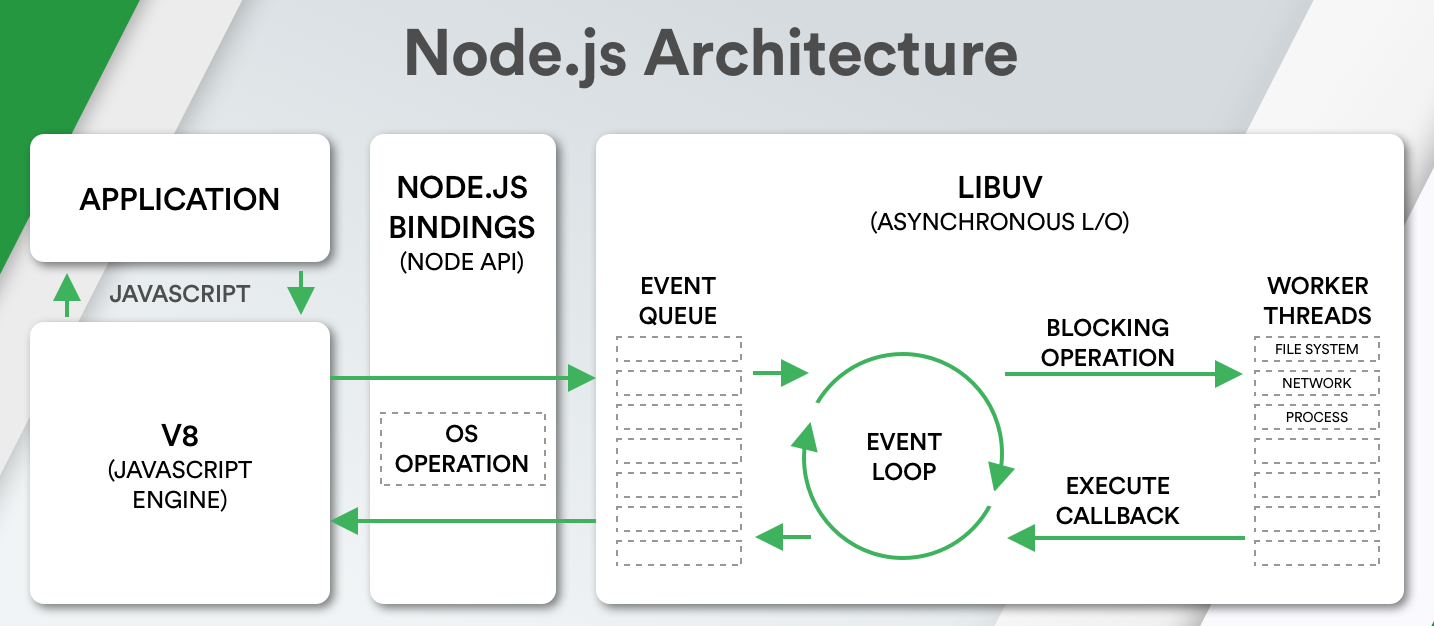 Node.js Architecture
APPLICATION
JAVASCRIPT
V8
(JAVASCRIPT
ENGINE)
NODE.JS
BINDINGS
(NODE API)
OS
OPERATION
LIBUV
(ASYNCHRONOUS L/O)
EVENT
QUEUE
EVENT
LOOP
BLOCKING
OPERATION
EXECUTE
CALLBACK
WORKER
THREADS
FILE SYSTEM
NETWORK
PROCESS